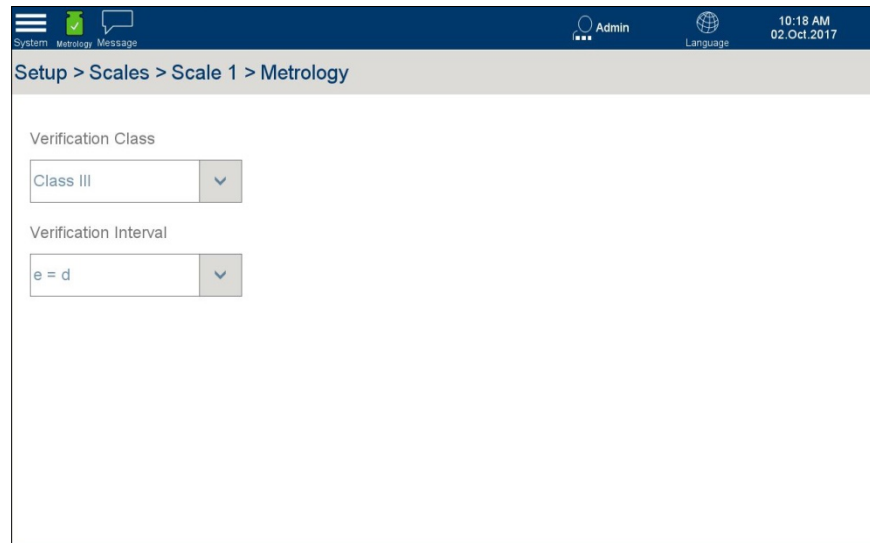 System Metrology Message Admin Language 10:18 AM
02.Oct.2017
Setup > Scales > Scale 1 > Metrology
Verification Class
Class III
Verification Interval
e = d